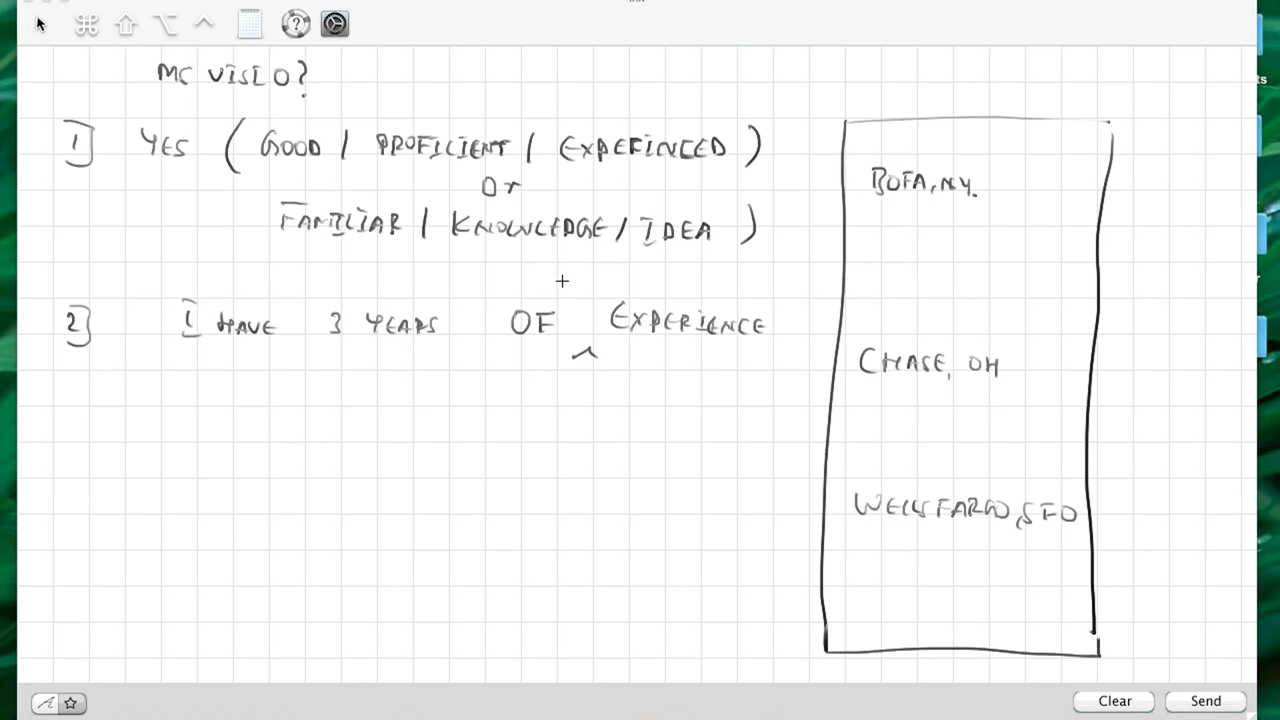 MS VISIO?
1] YES ( GOOD / PROFICIENT / EXPERINCED )
Or
FAMILIAR / KNOWLEDGE / IDEA )
2] I HAVE 3 YEARS OF EXPERIENCE
BOFA, NY.
CHASE, OH
WELLSFARGO, SFO
Clear
Send